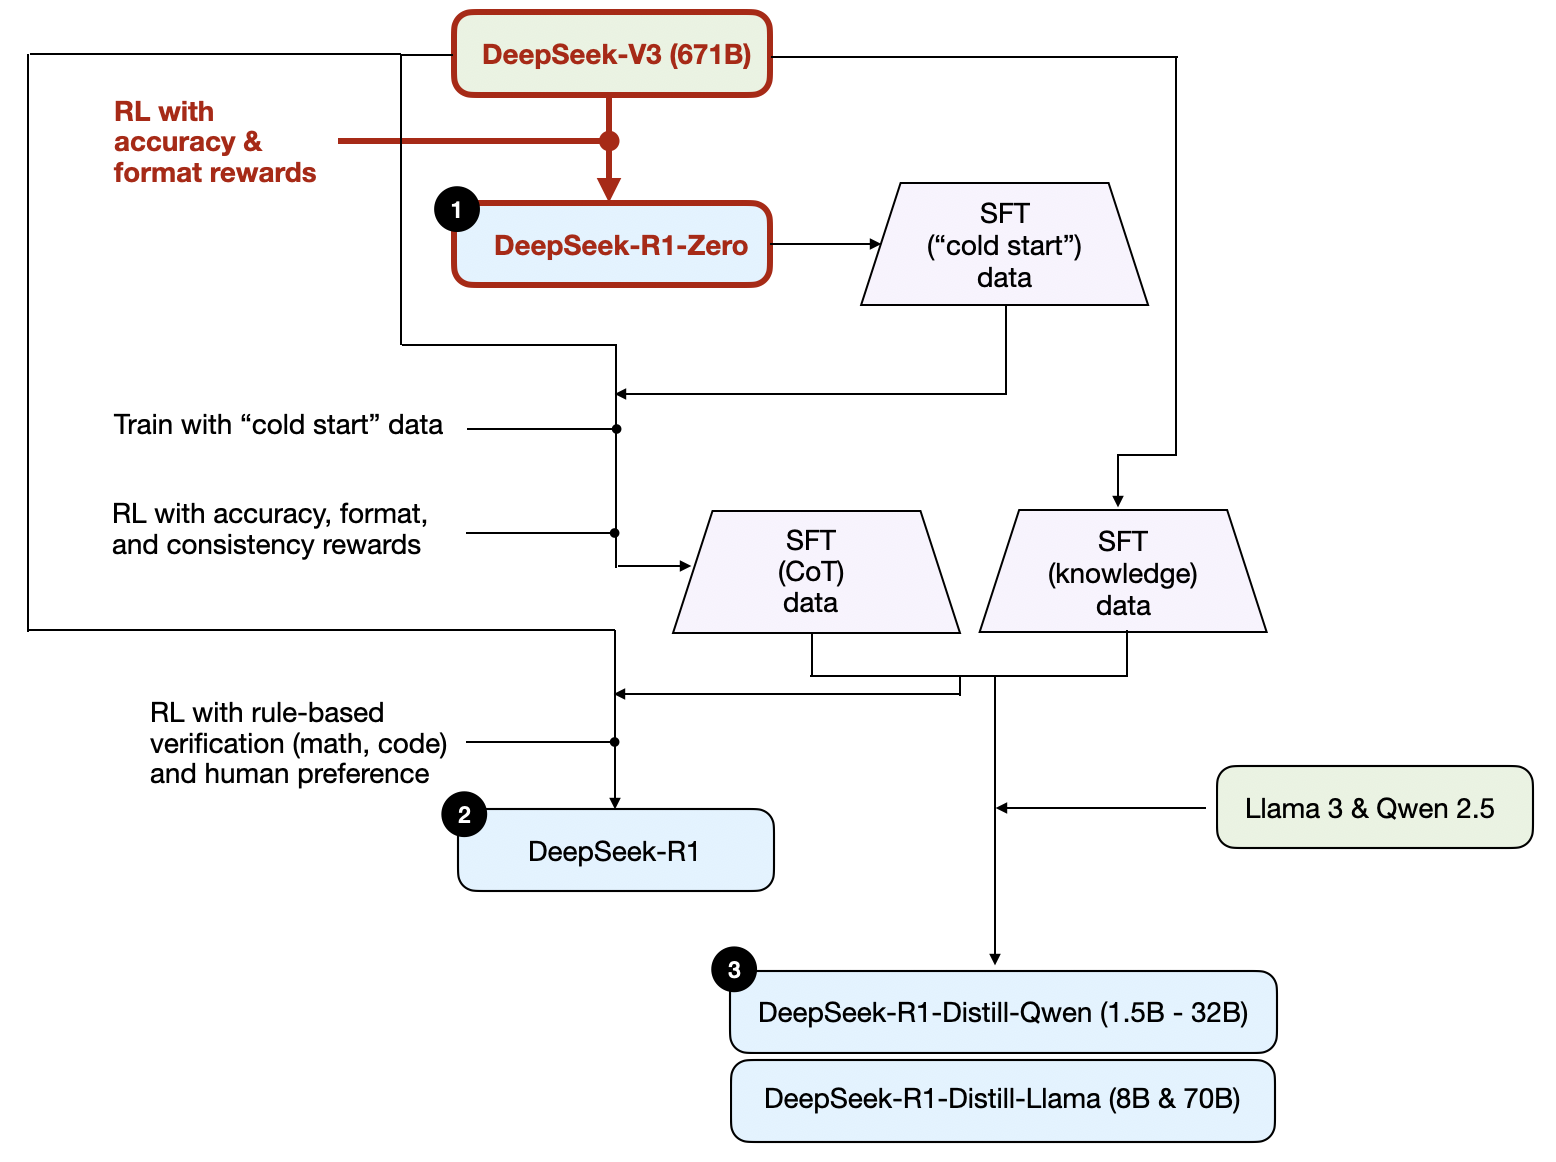 DeepSeek-V3 (671B)
RL with
accuracy &
format rewards
1
DeepSeek-R1-Zero
SFT
(“cold start”)
data
Train with “cold start” data
RL with accuracy, format,
and consistency rewards
SFT
(CoT)
data
SFT
(knowledge)
data
RL with rule-based
verification (math, code)
and human preference
2
DeepSeek-R1
Llama 3 & Qwen 2.5
3
DeepSeek-R1-Distill-Qwen (1.5B - 32B)
DeepSeek-R1-Distill-Llama (8B & 70B)